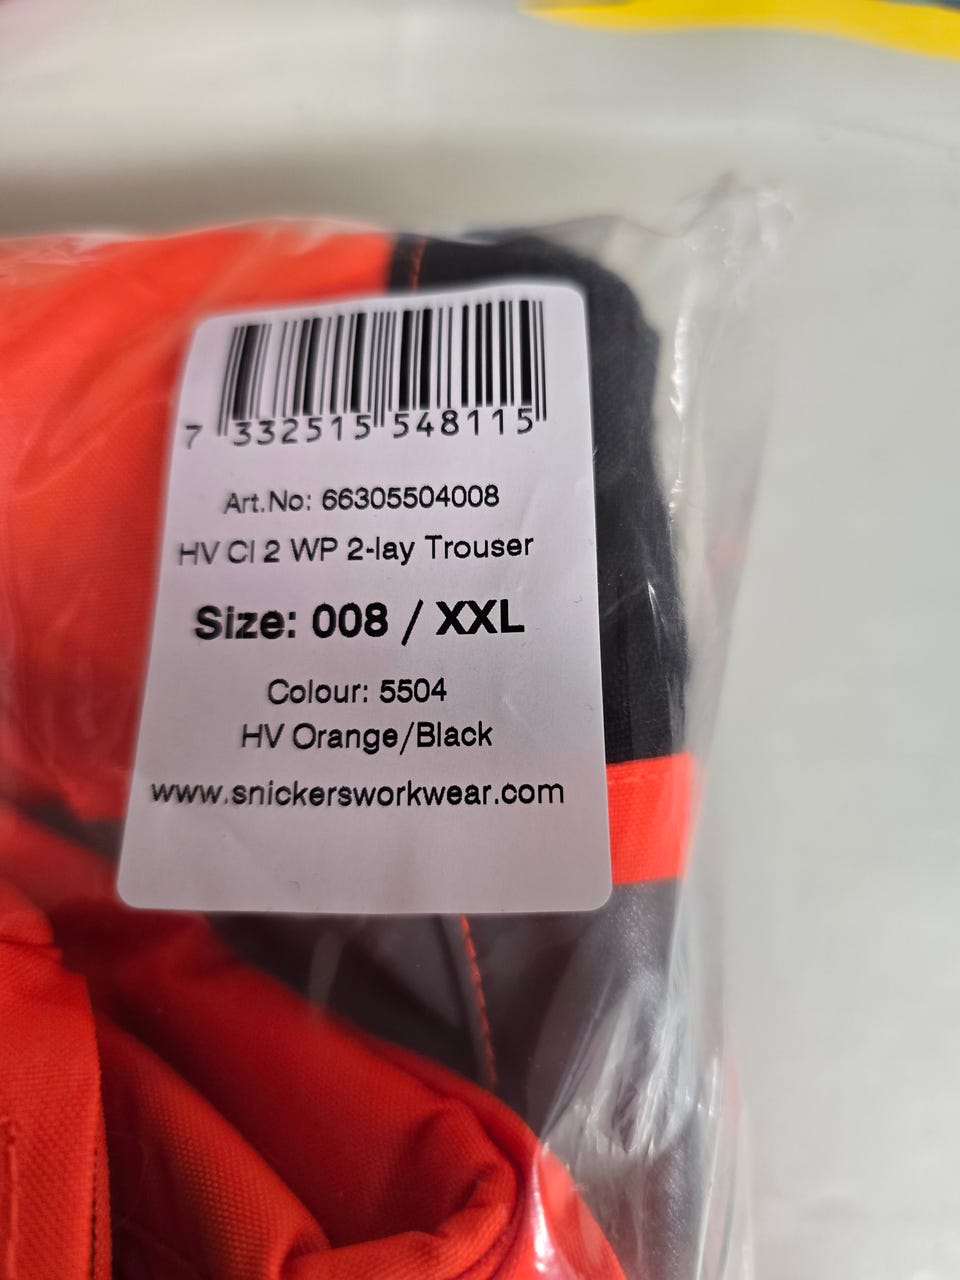 7 332515 548115
Art.No: 66305504008
HV Cl 2 WP 2-lay Trouser
Size: 008 / XXL
Colour: 5504
HV Orange/Black
www.snickersworkwear.com